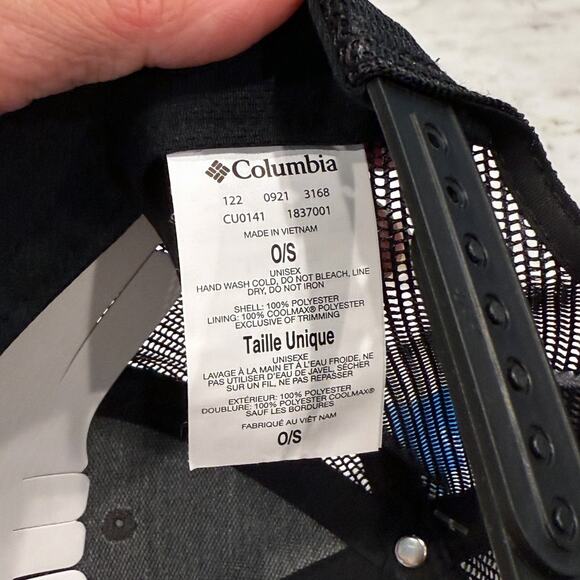 Columbia
122 0921 3168
CU0141 1837001
MADE IN VIETNAM
O/S
UNISEX
HAND WASH COLD, DO NOT BLEACH, LINE
DRY, DO NOT IRON
SHELL: 100% POLYESTER
LINING: 100% COOLMAX® POLYESTER
EXCLUSIVE OF TRIMMING
Taille Unique
UNISEXE
LAVAGE À LA MAIN ET À L'EAU FROIDE, NE
PAS UTILISER D'EAU DE JAVEL, SÉCHER
SUR UN FIL, NE PAS REPASSER
EXTÉRIEUR: 100% POLYESTER
DOUBLURE: 100% POLYESTER COOLMAX®
SAUF LES BORDURES
FABRIQUÉ AU VIÊT NAM
O/S